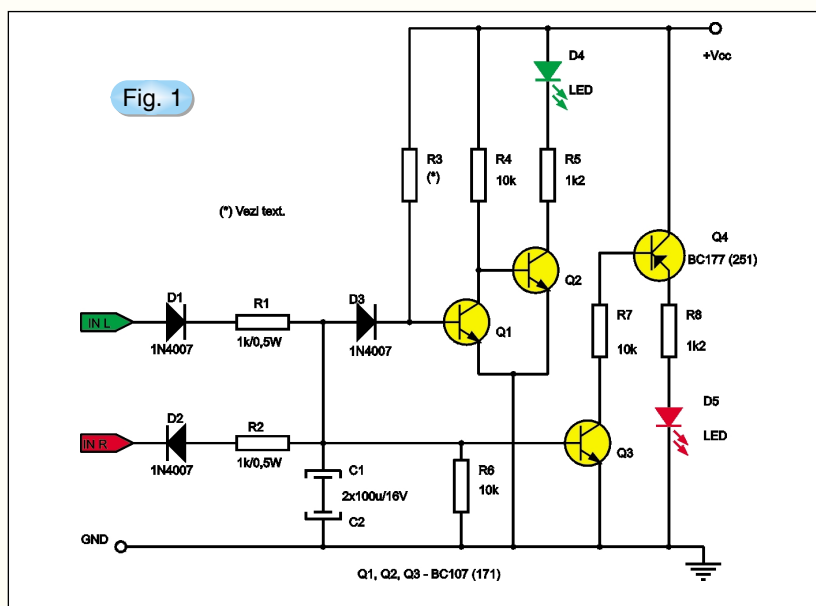 Fig. 1
D4
LED
+Vcc
R3
(*)
R4
10k
R5
1k2
(*) Vezi text.
Q4
BC177 (251)
Q2
D1
1N4007
R1
1k/0,5W
D3
1N4007
Q1
R7
10k
R8
1k2
IN L
D2
1N4007
R2
1k/0,5W
IN R
D5
LED
Q3
C1
2x100u/16V
C2
R6
10k
GND
Q1, Q2, Q3 - BC107 (171)